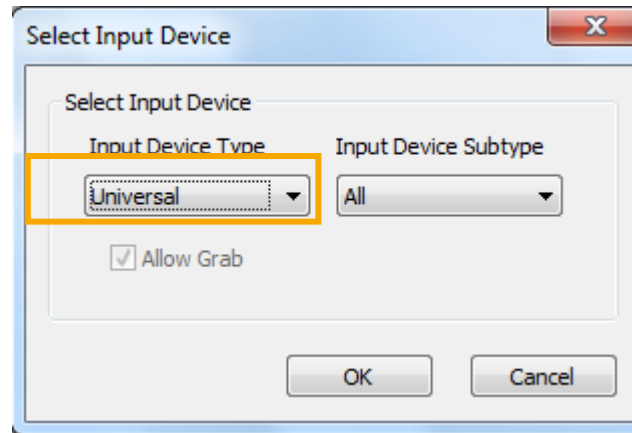 Select Input Device
Select Input Device
Input Device Type Input Device Subtype
Universal All
Allow Grab
OK Cancel